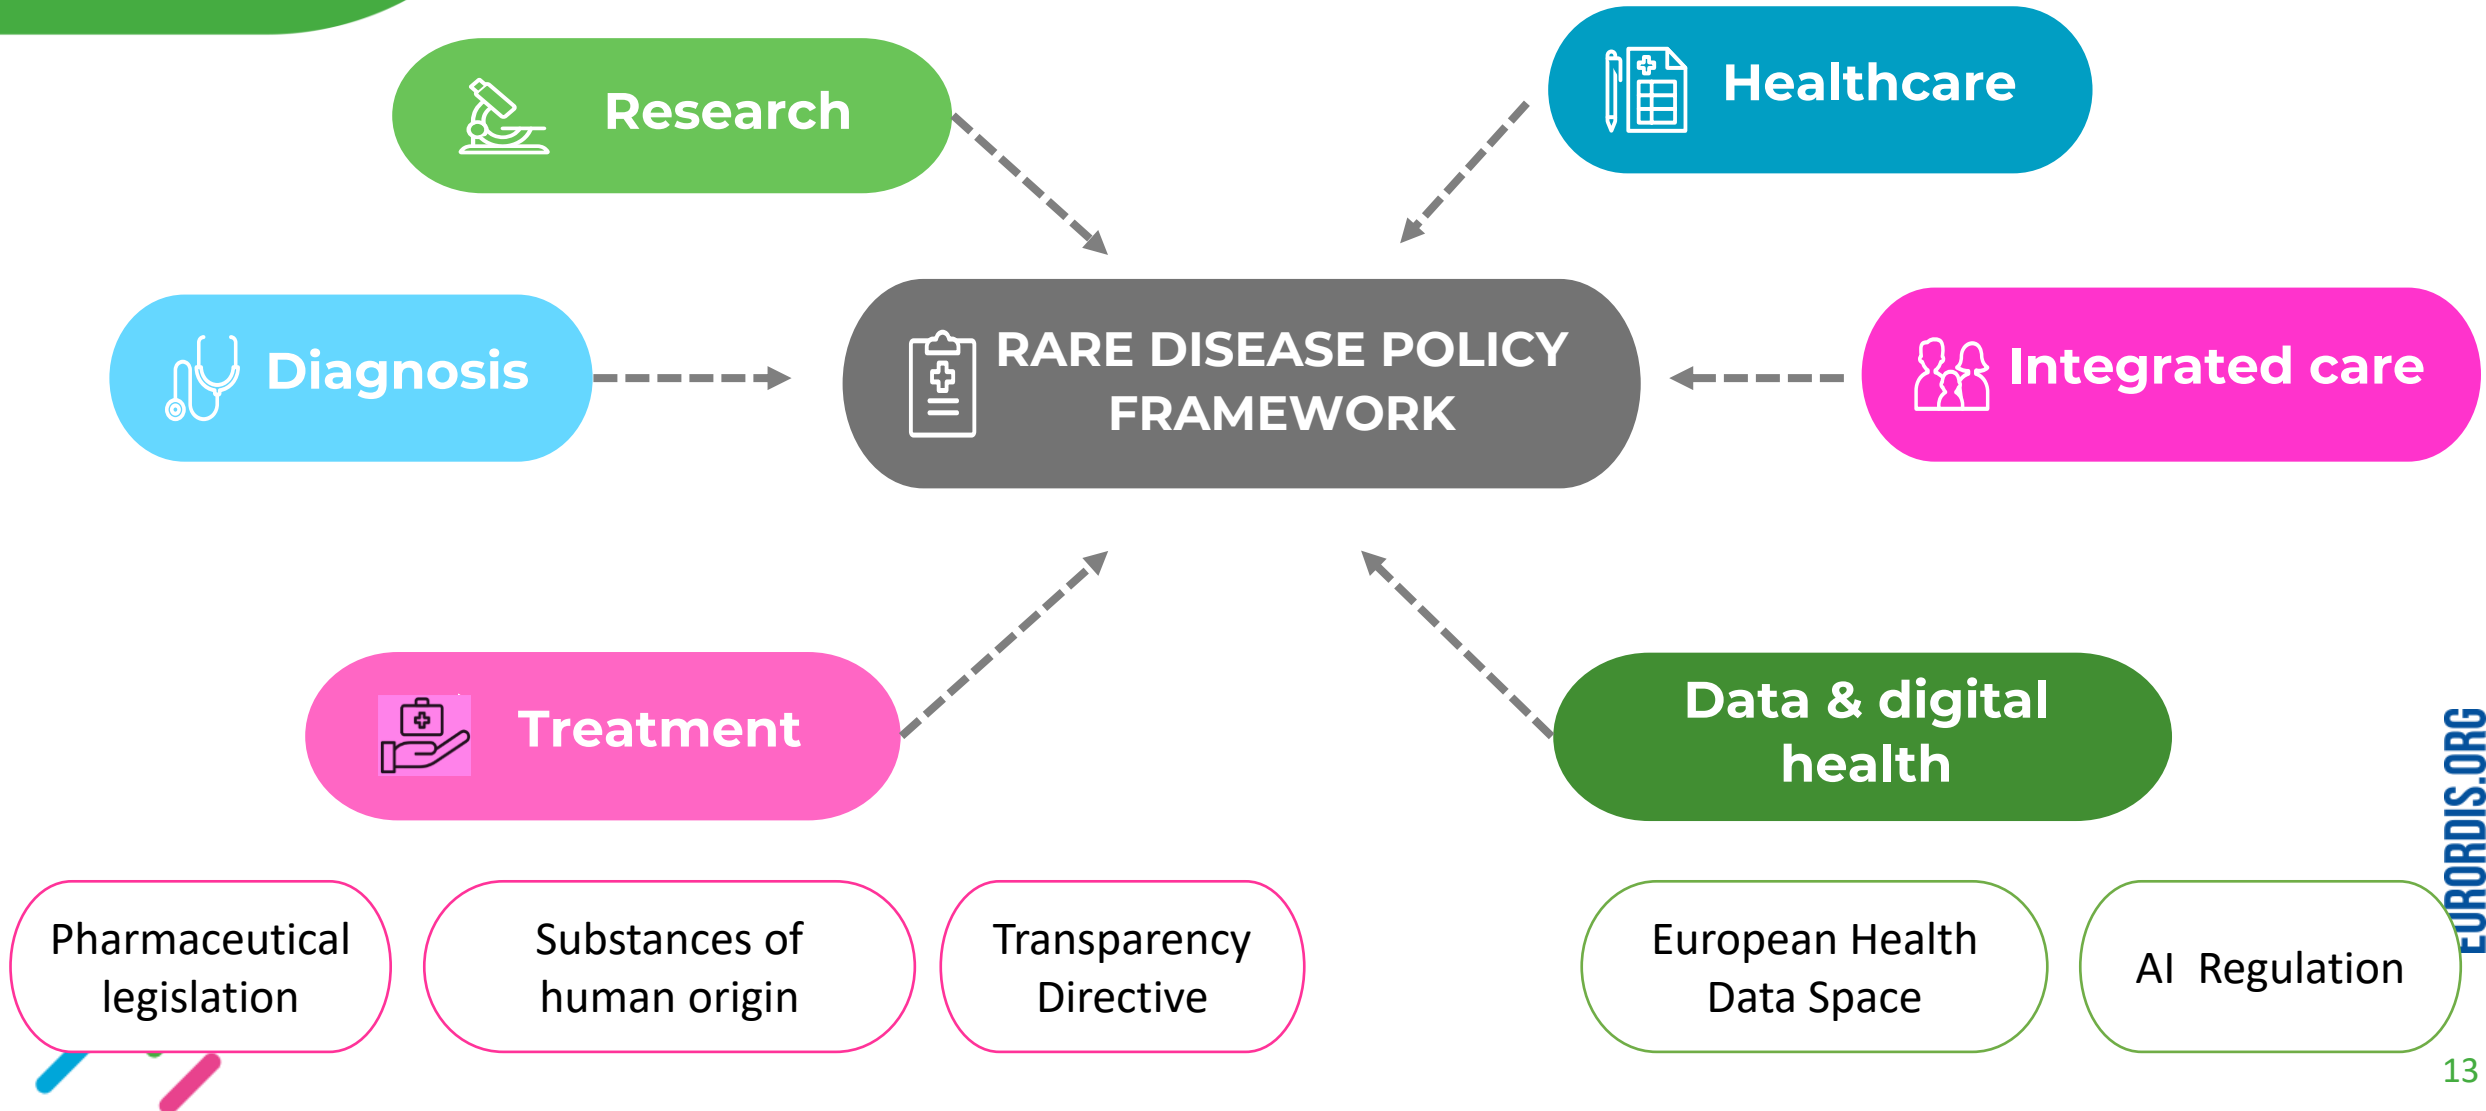 Research
Healthcare
Diagnosis
RARE DISEASE POLICY
FRAMEWORK
Integrated care
Treatment
Data & digital
health
Pharmaceutical
legislation
Substances of
human origin
Transparency
Directive
European Health
Data Space
AI Regulation
EURORDIS.ORG
13